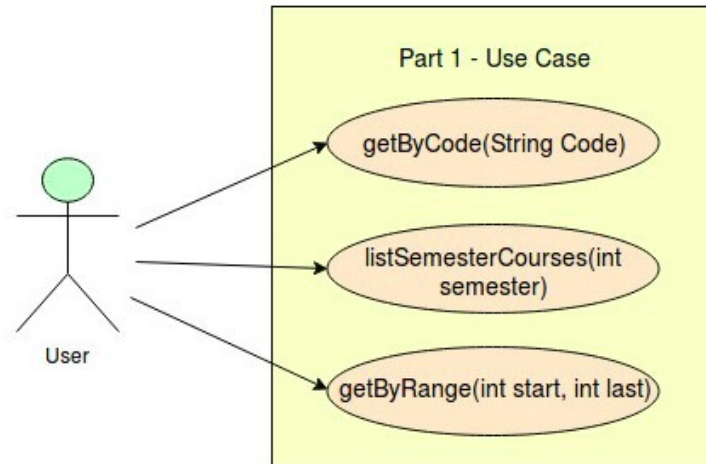 Part 1 - Use Case
getByCode(String Code)
listSemesterCourses(int
semester)
getByRange(int start, int last)
User